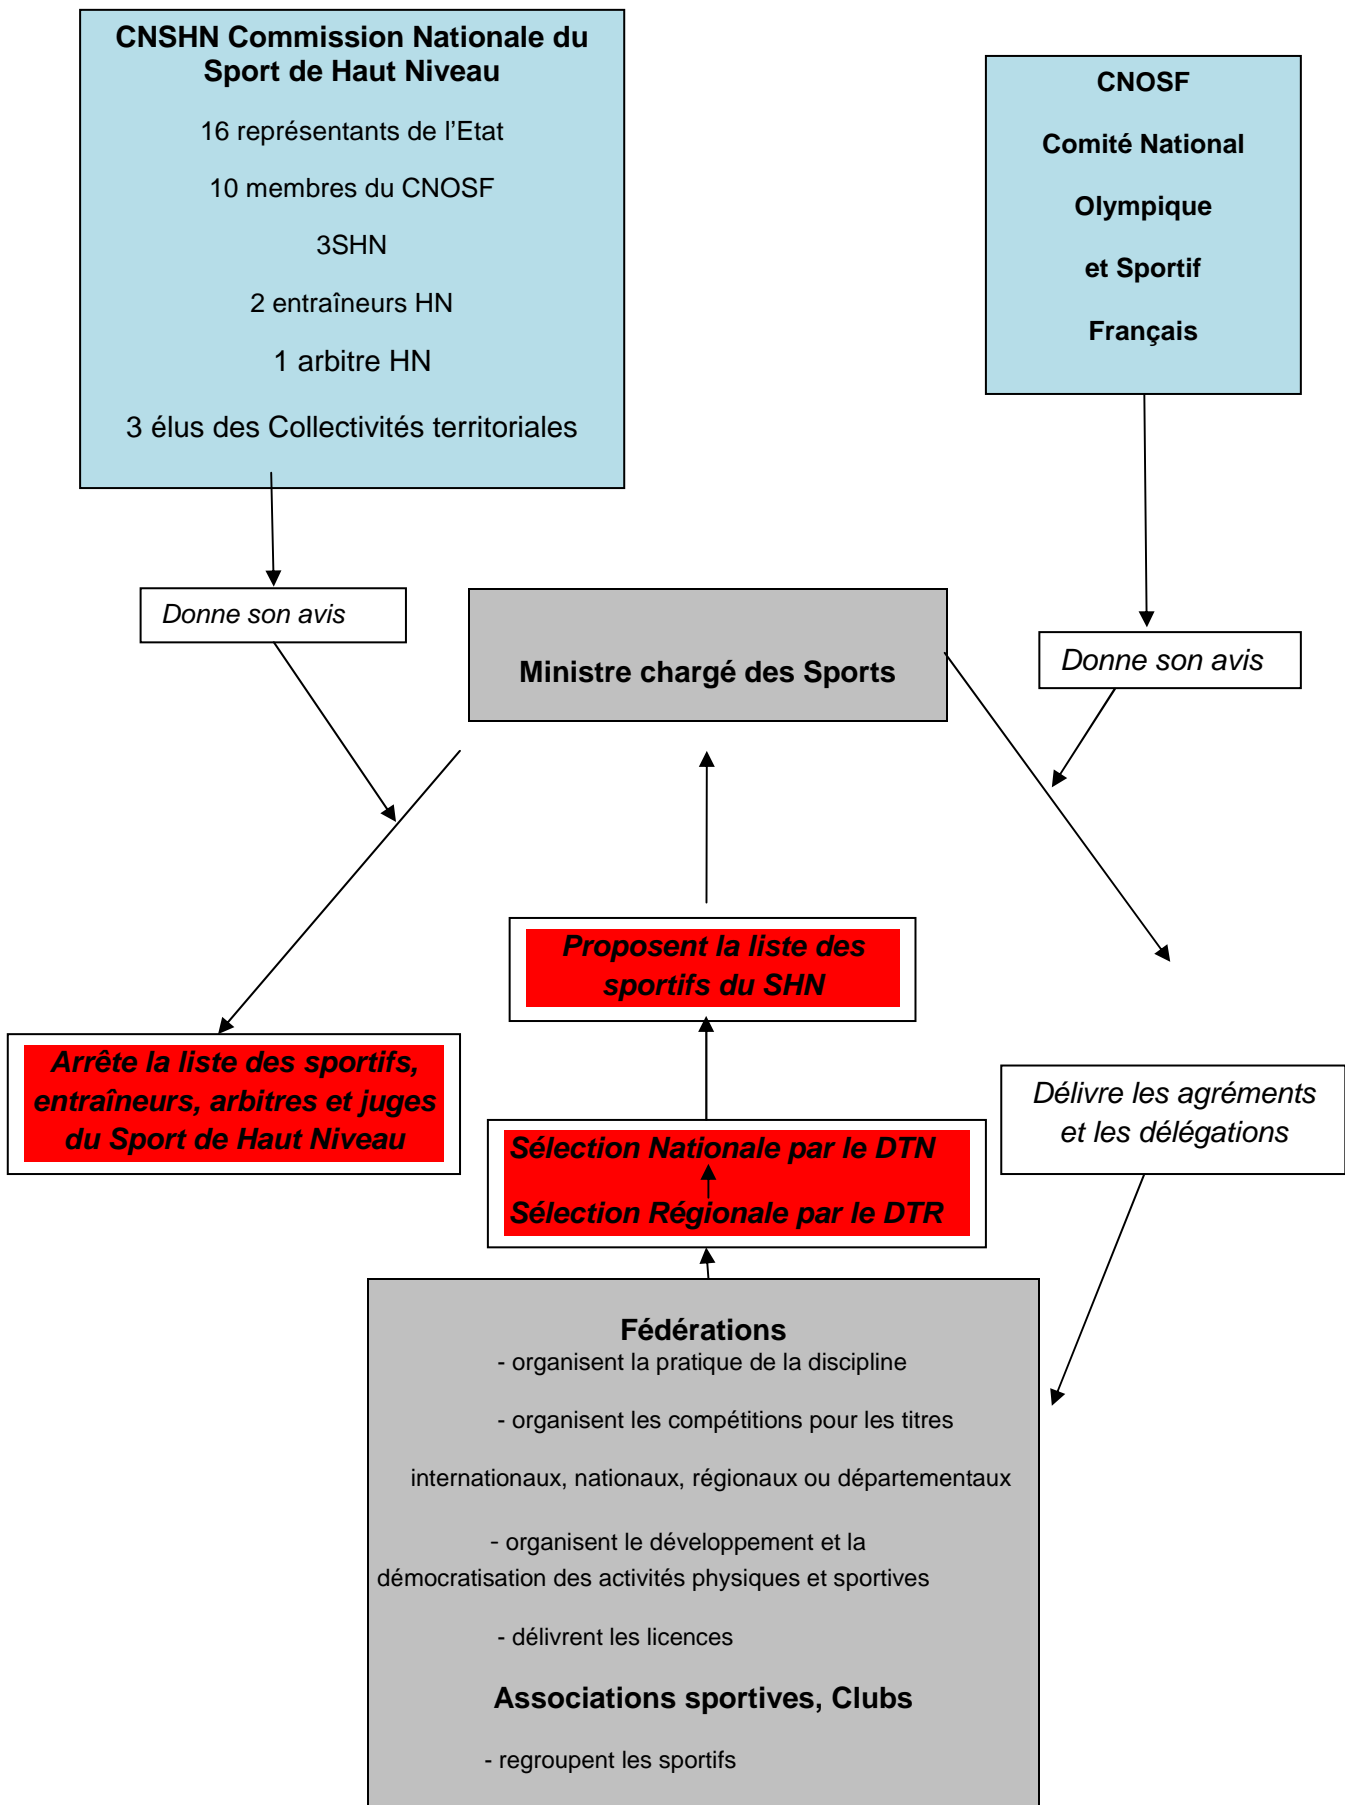 CNSHN Commission Nationale du
Sport de Haut Niveau
16 représentants de l'Etat
10 membres du CNOSF
3SHN
2 entraîneurs HN
1 arbitre HN
3 élus des Collectivités territoriales
CNOSF
Comité National
Olympique
et Sportif
Français
Donne son avis
Ministre chargé des Sports
Donne son avis
Proposent la liste des
sportifs du SHN
Arrête la liste des sportifs,
entraîneurs, arbitres et juges
du Sport de Haut Niveau
Délivre les agréments
et les délégations
Sélection Nationale par le DTN
Sélection Régionale par le DTR
Fédérations
- organisent la pratique de la discipline
- organisent les compétitions pour les titres
internationaux, nationaux, régionaux ou départementaux
- organisent le développement et la
démocratisation des activités physiques et sportives
- délivrent les licences
Associations sportives, Clubs
- regroupent les sportifs